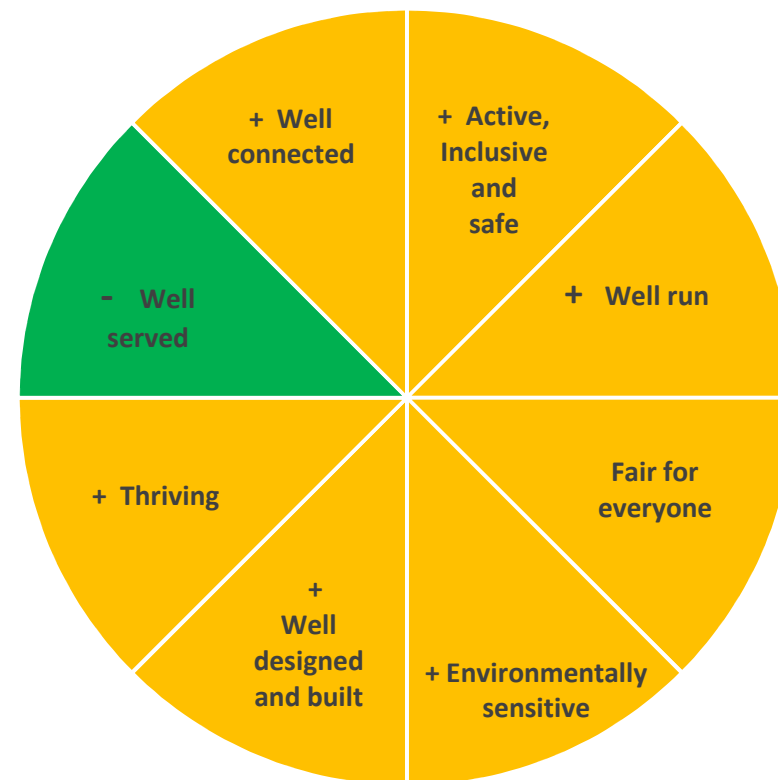 + Well
connected
+ Active,
Inclusive
and
safe
- Well
served
+ Well run
+ Thriving
Fair for
everyone
+
Well
designed
and built
+ Environmentally
sensitive